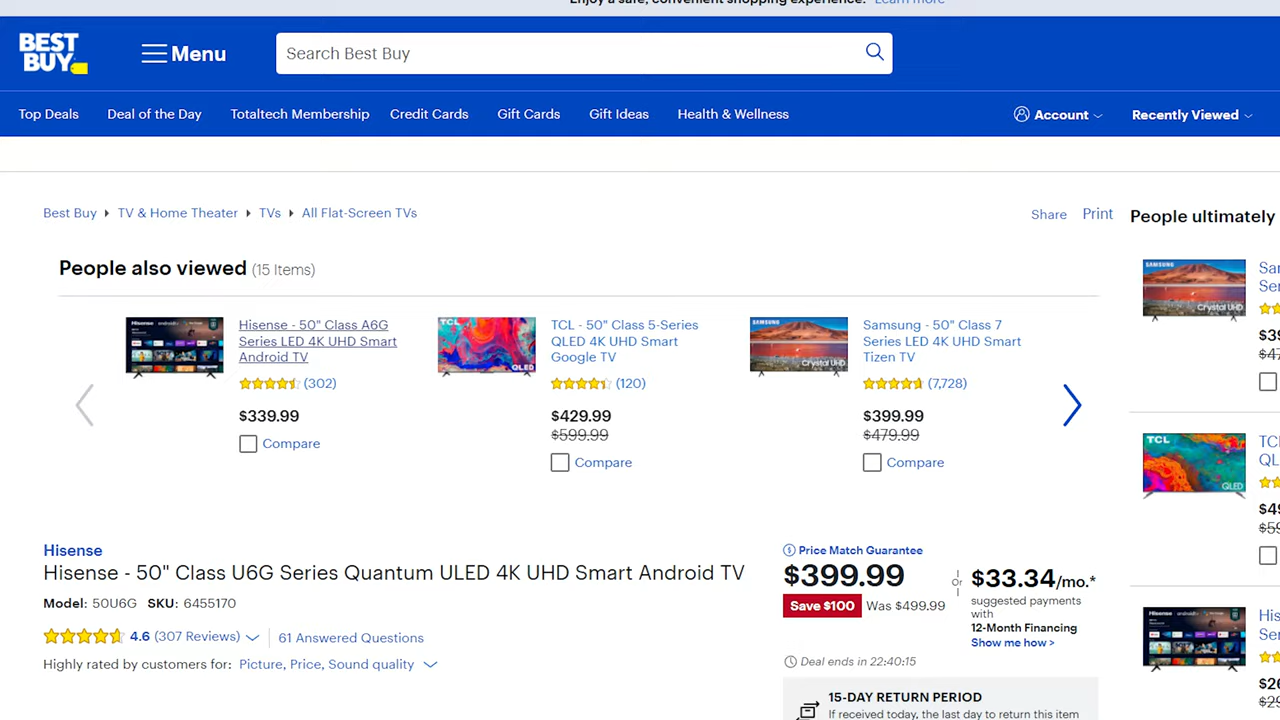 Enjoy a safe, convenient shopping experience. Learn more
BEST BUY
Menu
Search Best Buy
Top Deals Deal of the Day Totaltech Membership Credit Cards Gift Cards Gift Ideas Health & Wellness Account Recently Viewed
Best Buy TV & Home Theater TVs All Flat-Screen TVs
Share Print
People also viewed (15 Items)
Hisense - 50" Class A6G
Series LED 4K UHD Smart
Android TV
(302)
$339.99
Compare
TCL - 50" Class 5-Series
QLED 4K UHD Smart
Google TV
(120)
$429.99
$599.99
Compare
Samsung - 50" Class 7
Series LED 4K UHD Smart
Tizen TV
(7,728)
$399.99
$479.99
Compare
Hisense
Hisense - 50" Class U6G Series Quantum ULED 4K UHD Smart Android TV
Model: 50U6G SKU: 6455170
4.6 (307 Reviews) 61 Answered Questions
Highly rated by customers for: Picture, Price, Sound quality
Price Match Guarantee
$399.99
Save $100 Was $499.99
Or
$33.34/mo.*
suggested payments
with
12-Month Financing
Show me how >
Deal ends in 22:40:15
15-DAY RETURN PERIOD
If received today, the last day to return this item
People ultimately
SAMSUNG
Crystal UHD
TCL
QLED
Hisense